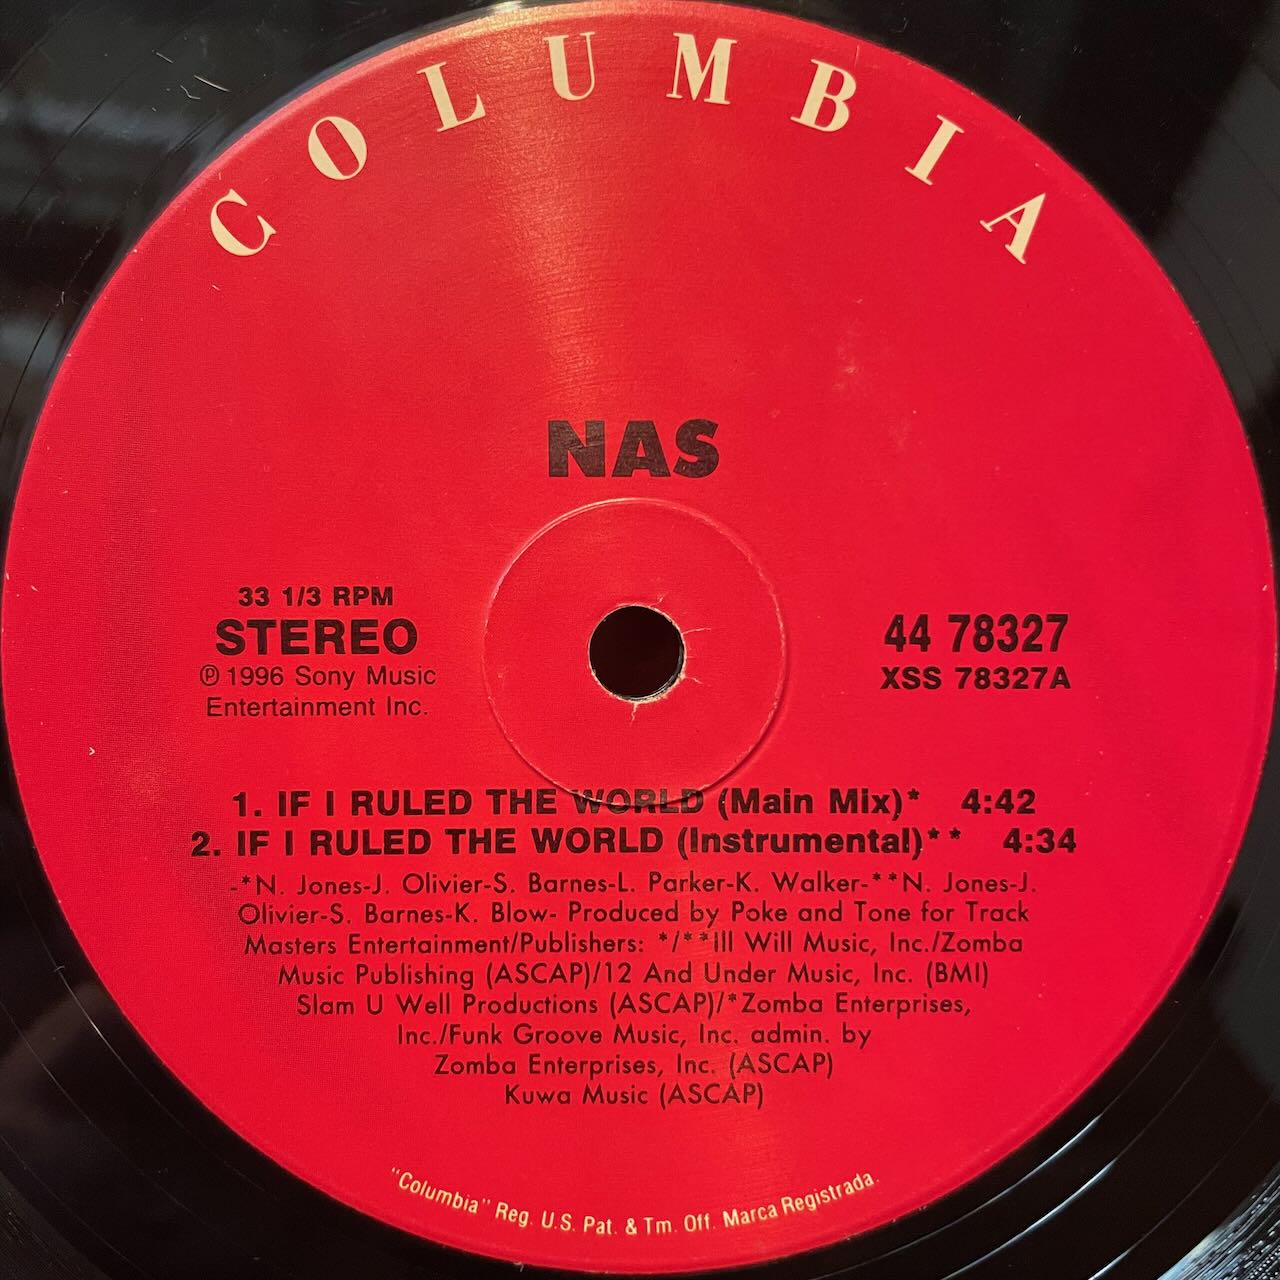 COLUMBIA
NAS
33 1/3 RPM
STEREO
℗ 1996 Sony Music
Entertainment Inc.
44 78327
XSS 78327A
1. IF I RULED THE WORLD (Main Mix)* 4:42
2. IF I RULED THE WORLD (Instrumental)** 4:34
-*N. Jones-J. Olivier-S. Barnes-L. Parker-K. Walker-**N. Jones-J.
Olivier-S. Barnes-K. Blow- Produced by Poke and Tone for Track
Masters Entertainment/Publishers: */**Ill Will Music, Inc./Zomba
Music Publishing (ASCAP)/12 And Under Music, Inc. (BMI)
Slam U Well Productions (ASCAP)/*Zomba Enterprises,
Inc./Funk Groove Music, Inc. admin. by
Zomba Enterprises, Inc. (ASCAP)
Kuwa Music (ASCAP)
"Columbia" Reg. U.S. Pat. & Tm. Off. Marca Registrada.